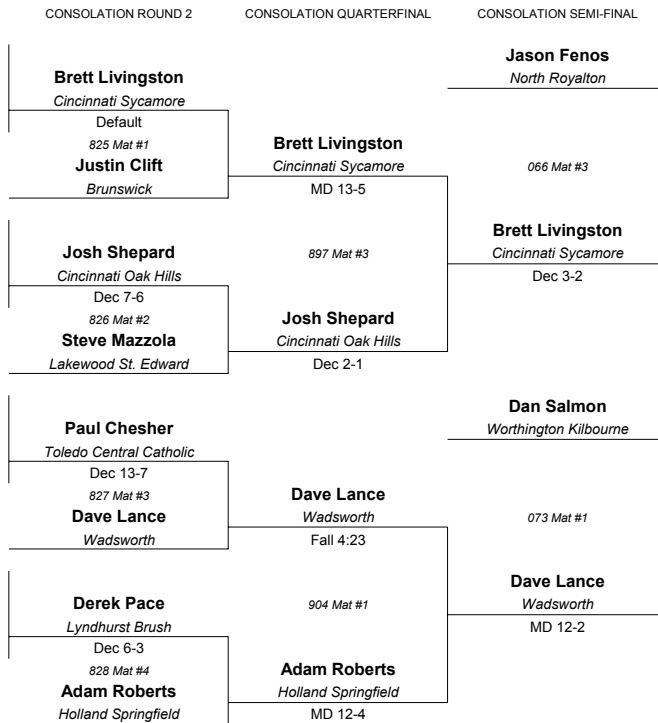 CONSOLATION ROUND 2
CONSOLATION QUARTERFINAL
CONSOLATION SEMI-FINAL
Brett Livingston
Cincinnati Sycamore
Default
825 Mat #1
Justin Clift
Brunswick
Josh Shepard
Cincinnati Oak Hills
Dec 7-6
826 Mat #2
Steve Mazzola
Lakewood St. Edward
Paul Chesher
Toledo Central Catholic
Dec 13-7
827 Mat #3
Dave Lance
Wadsworth
Derek Pace
Lyndhurst Brush
Dec 6-3
828 Mat #4
Adam Roberts
Holland Springfield
Brett Livingston
Cincinnati Sycamore
MD 13-5
897 Mat #3
Josh Shepard
Cincinnati Oak Hills
Dec 2-1
Dave Lance
Wadsworth
Fall 4:23
904 Mat #1
Adam Roberts
Holland Springfield
MD 12-4
Jason Fenos
North Royalton
066 Mat #3
Brett Livingston
Cincinnati Sycamore
Dec 3-2
Dan Salmon
Worthington Kilbourne
073 Mat #1
Dave Lance
Wadsworth
MD 12-2